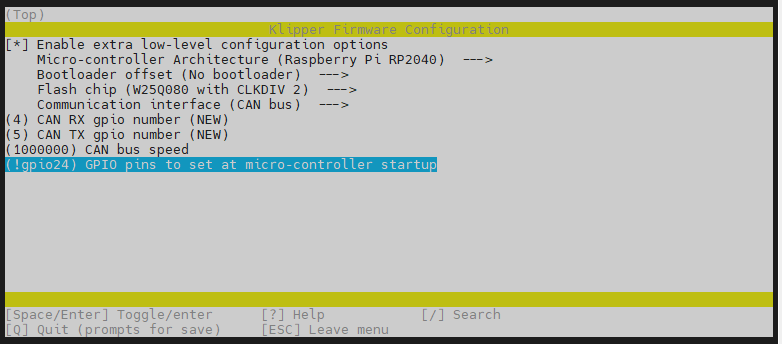 (Top)
Klipper Firmware Configuration
[*] Enable extra low-level configuration options
Micro-controller Architecture (Raspberry Pi RP2040)  --->
Bootloader offset (No bootloader)  --->
Flash chip (W25Q080 with CLKDIV 2)  --->
Communication interface (CAN bus)  --->
(4) CAN RX gpio number (NEW)
(5) CAN TX gpio number (NEW)
(1000000) CAN bus speed
(!gpio24) GPIO pins to set at micro-controller startup
[Space/Enter] Toggle/enter [?] Help [/] Search
[Q] Quit (prompts for save) [ESC] Leave menu